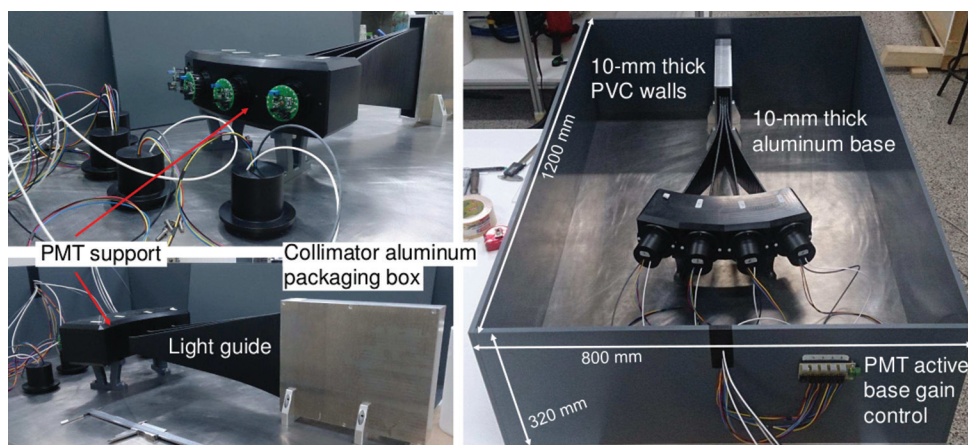 PMT support
Collimator aluminum
packaging box
Light guide
10-mm thick
PVC walls
10-mm thick
aluminum base
1200 mm
800 mm
320 mm
PMT active
base gain
control